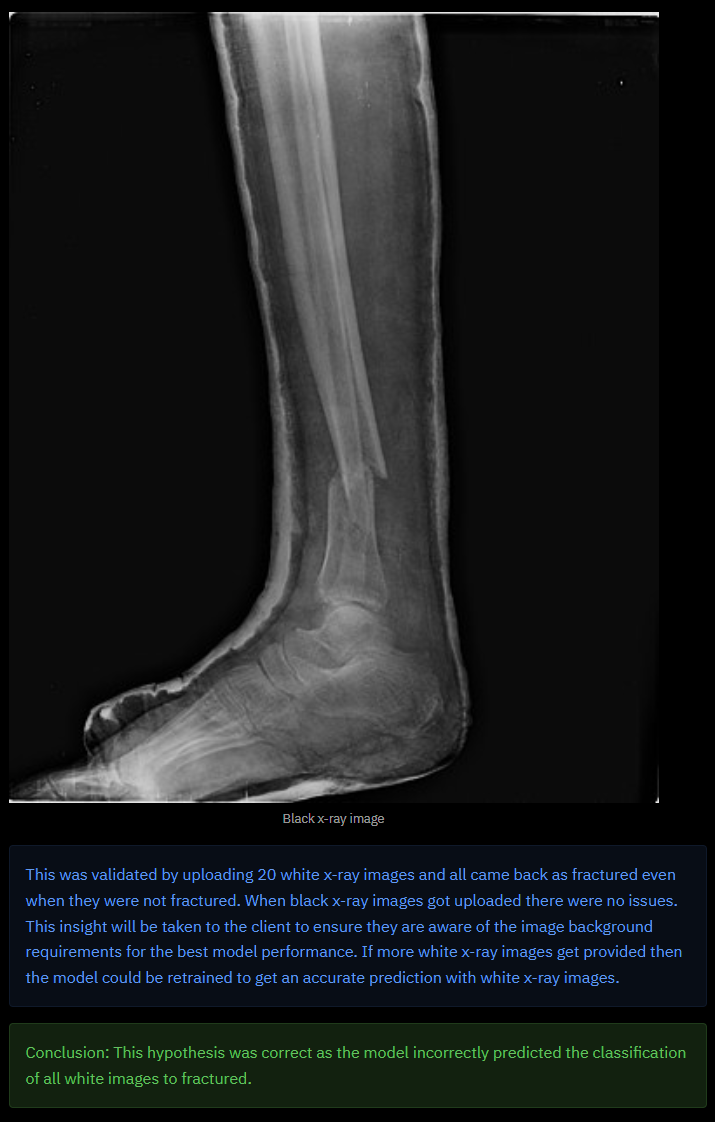 Black x-ray image
This was validated by uploading 20 white x-ray images and all came back as fractured even
when they were not fractured. When black x-ray images got uploaded there were no issues.
This insight will be taken to the client to ensure they are aware of the image background
requirements for the best model performance. If more white x-ray images get provided then
the model could be retrained to get an accurate prediction with white x-ray images.
Conclusion: This hypothesis was correct as the model incorrectly predicted the classification
of all white images to fractured.